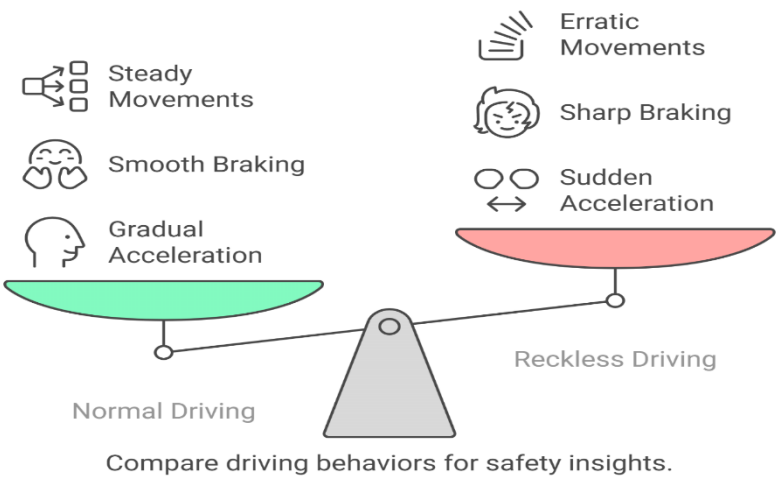 Steady
Movements
Smooth Braking
Gradual
Acceleration
Normal Driving
Erratic
Movements
Sharp Braking
Sudden
Acceleration
Reckless Driving
Compare driving behaviors for safety insights.